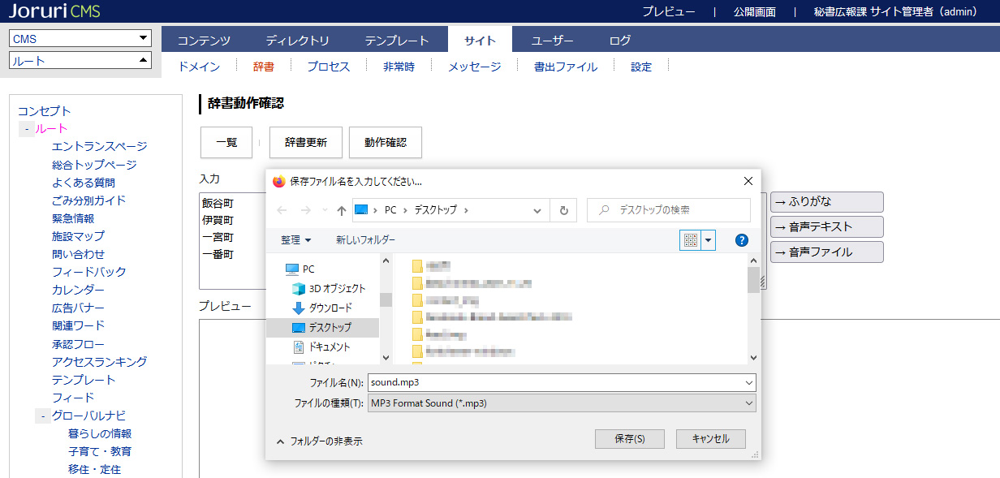 Joruri CMS
プレビュー | 公開画面 | 秘書広報課 サイト管理者（admin）
CMS
ルート
コンテンツ ディレクトリ テンプレート サイト ユーザー ログ
ドメイン 辞書 プロセス 非常時 メッセージ 書出ファイル 設定
コンセプト
- ルート
エントランスページ
総合トップページ
よくある質問
ごみ分別ガイド
緊急情報
施設マップ
問い合わせ
フィードバック
カレンダー
広告バナー
関連ワード
承認フロー
アクセスランキング
テンプレート
フィード
- グローバルナビ
暮らしの情報
子育て・教育
移住・定住
辞書動作確認
一覧 辞書更新 動作確認
入力
飯谷町
伊賀町
一宮町
一番町
→ ふりがな
→ 音声テキスト
→ 音声ファイル
プレビュー
保存ファイル名を入力してください...
PC › デスクトップ ›
デスクトップの検索
整理 新しいフォルダー
PC
3D オブジェクト
ダウンロード
デスクトップ
ドキュメント
ファイル名(N): sound.mp3
ファイルの種類(T): MP3 Format Sound (*.mp3)
フォルダーの非表示
保存(S) キャンセル